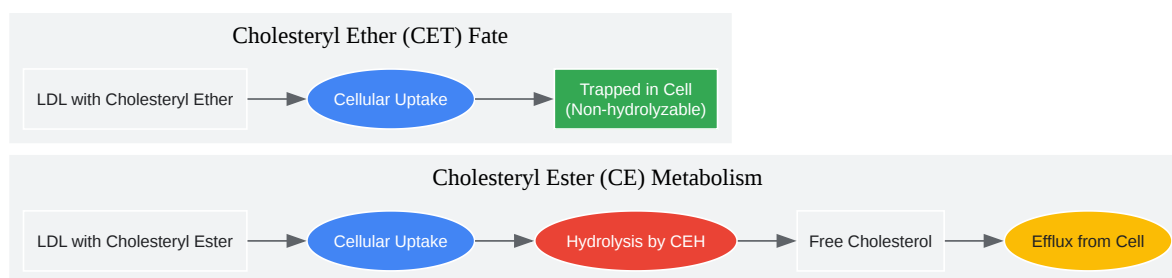 Cholesteryl Ether (CET) Fate
LDL with Cholesteryl Ether
Cellular Uptake
Trapped in Cell
(Non-hydrolyzable)
Cholesteryl Ester (CE) Metabolism
LDL with Cholesteryl Ester
Cellular Uptake
Hydrolysis by CEH
Free Cholesterol
Efflux from Cell